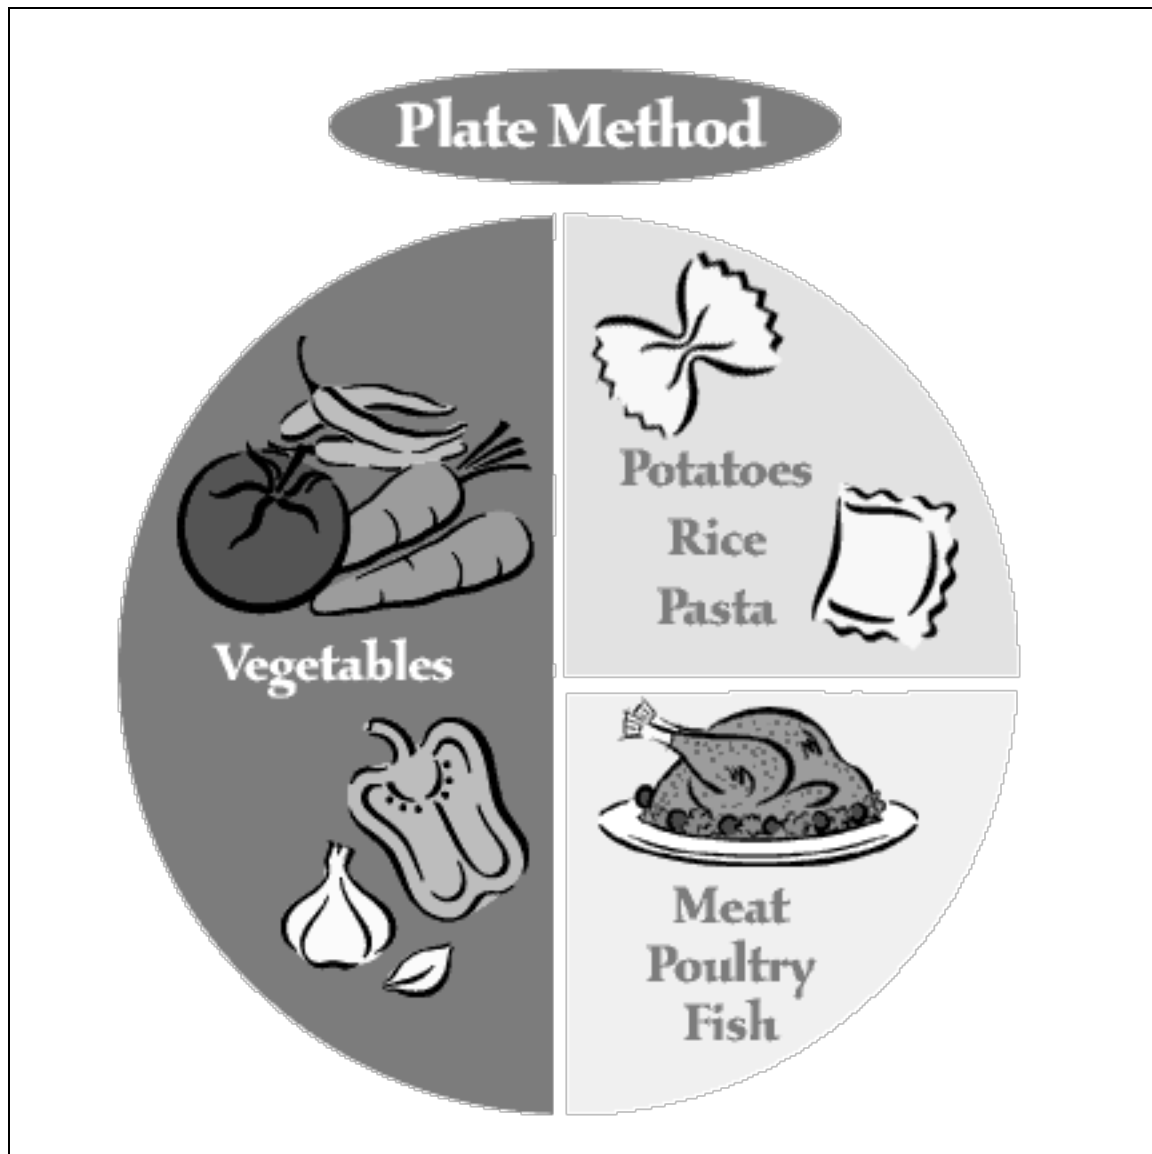 Plate Method
Vegetables
Potatoes
Rice
Pasta
Meat
Poultry
Fish